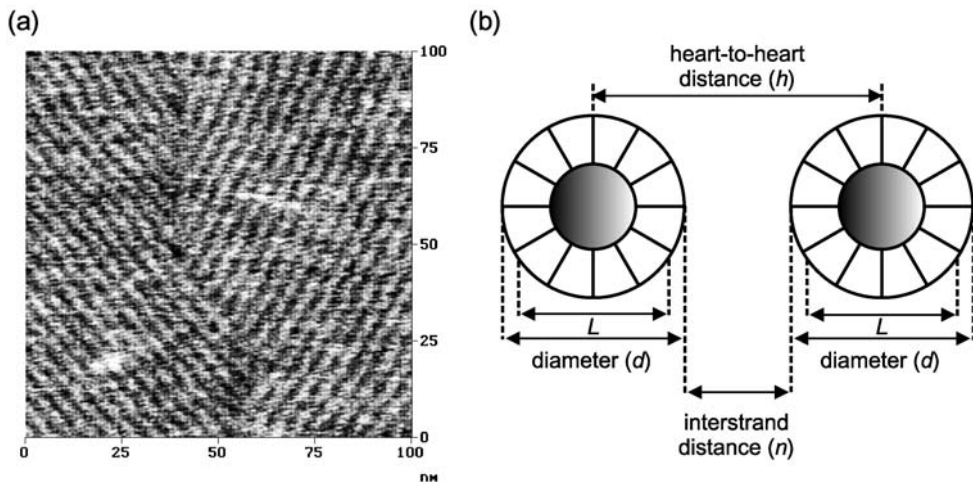 (a)
100
75
50
25
0
0
25
50
75
100
nM
(b)
heart-to-heart
distance (h)
L
L
diameter (d)
diameter (d)
interstrand
distance (n)